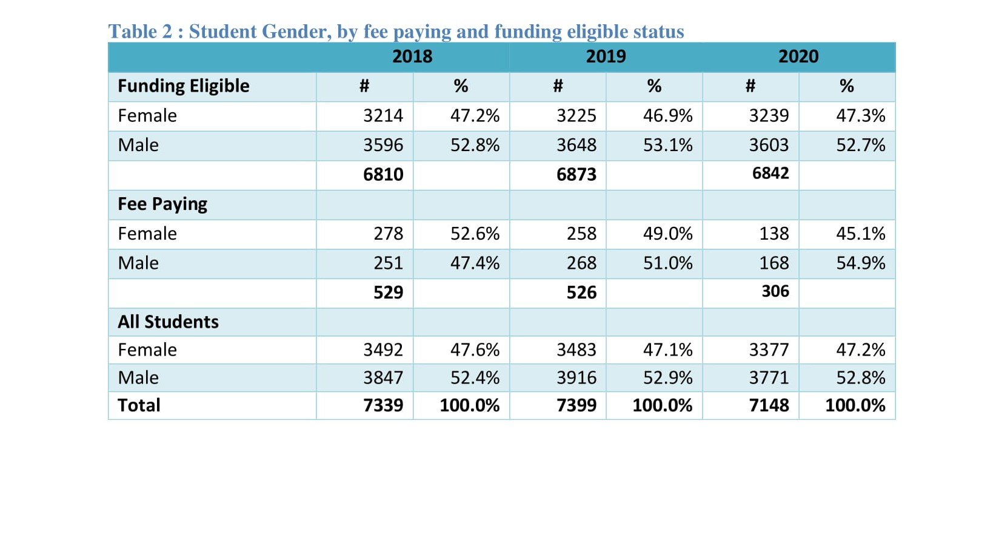 Table 2 : Student Gender, by fee paying and funding eligible status
2018 2019 2020
Funding Eligible # % # % # %
Female 3214 47.2% 3225 46.9% 3239 47.3%
Male 3596 52.8% 3648 53.1% 3603 52.7%
6810 6873 6842
Fee Paying
Female 278 52.6% 258 49.0% 138 45.1%
Male 251 47.4% 268 51.0% 168 54.9%
529 526 306
All Students
Female 3492 47.6% 3483 47.1% 3377 47.2%
Male 3847 52.4% 3916 52.9% 3771 52.8%
Total 7339 100.0% 7399 100.0% 7148 100.0%